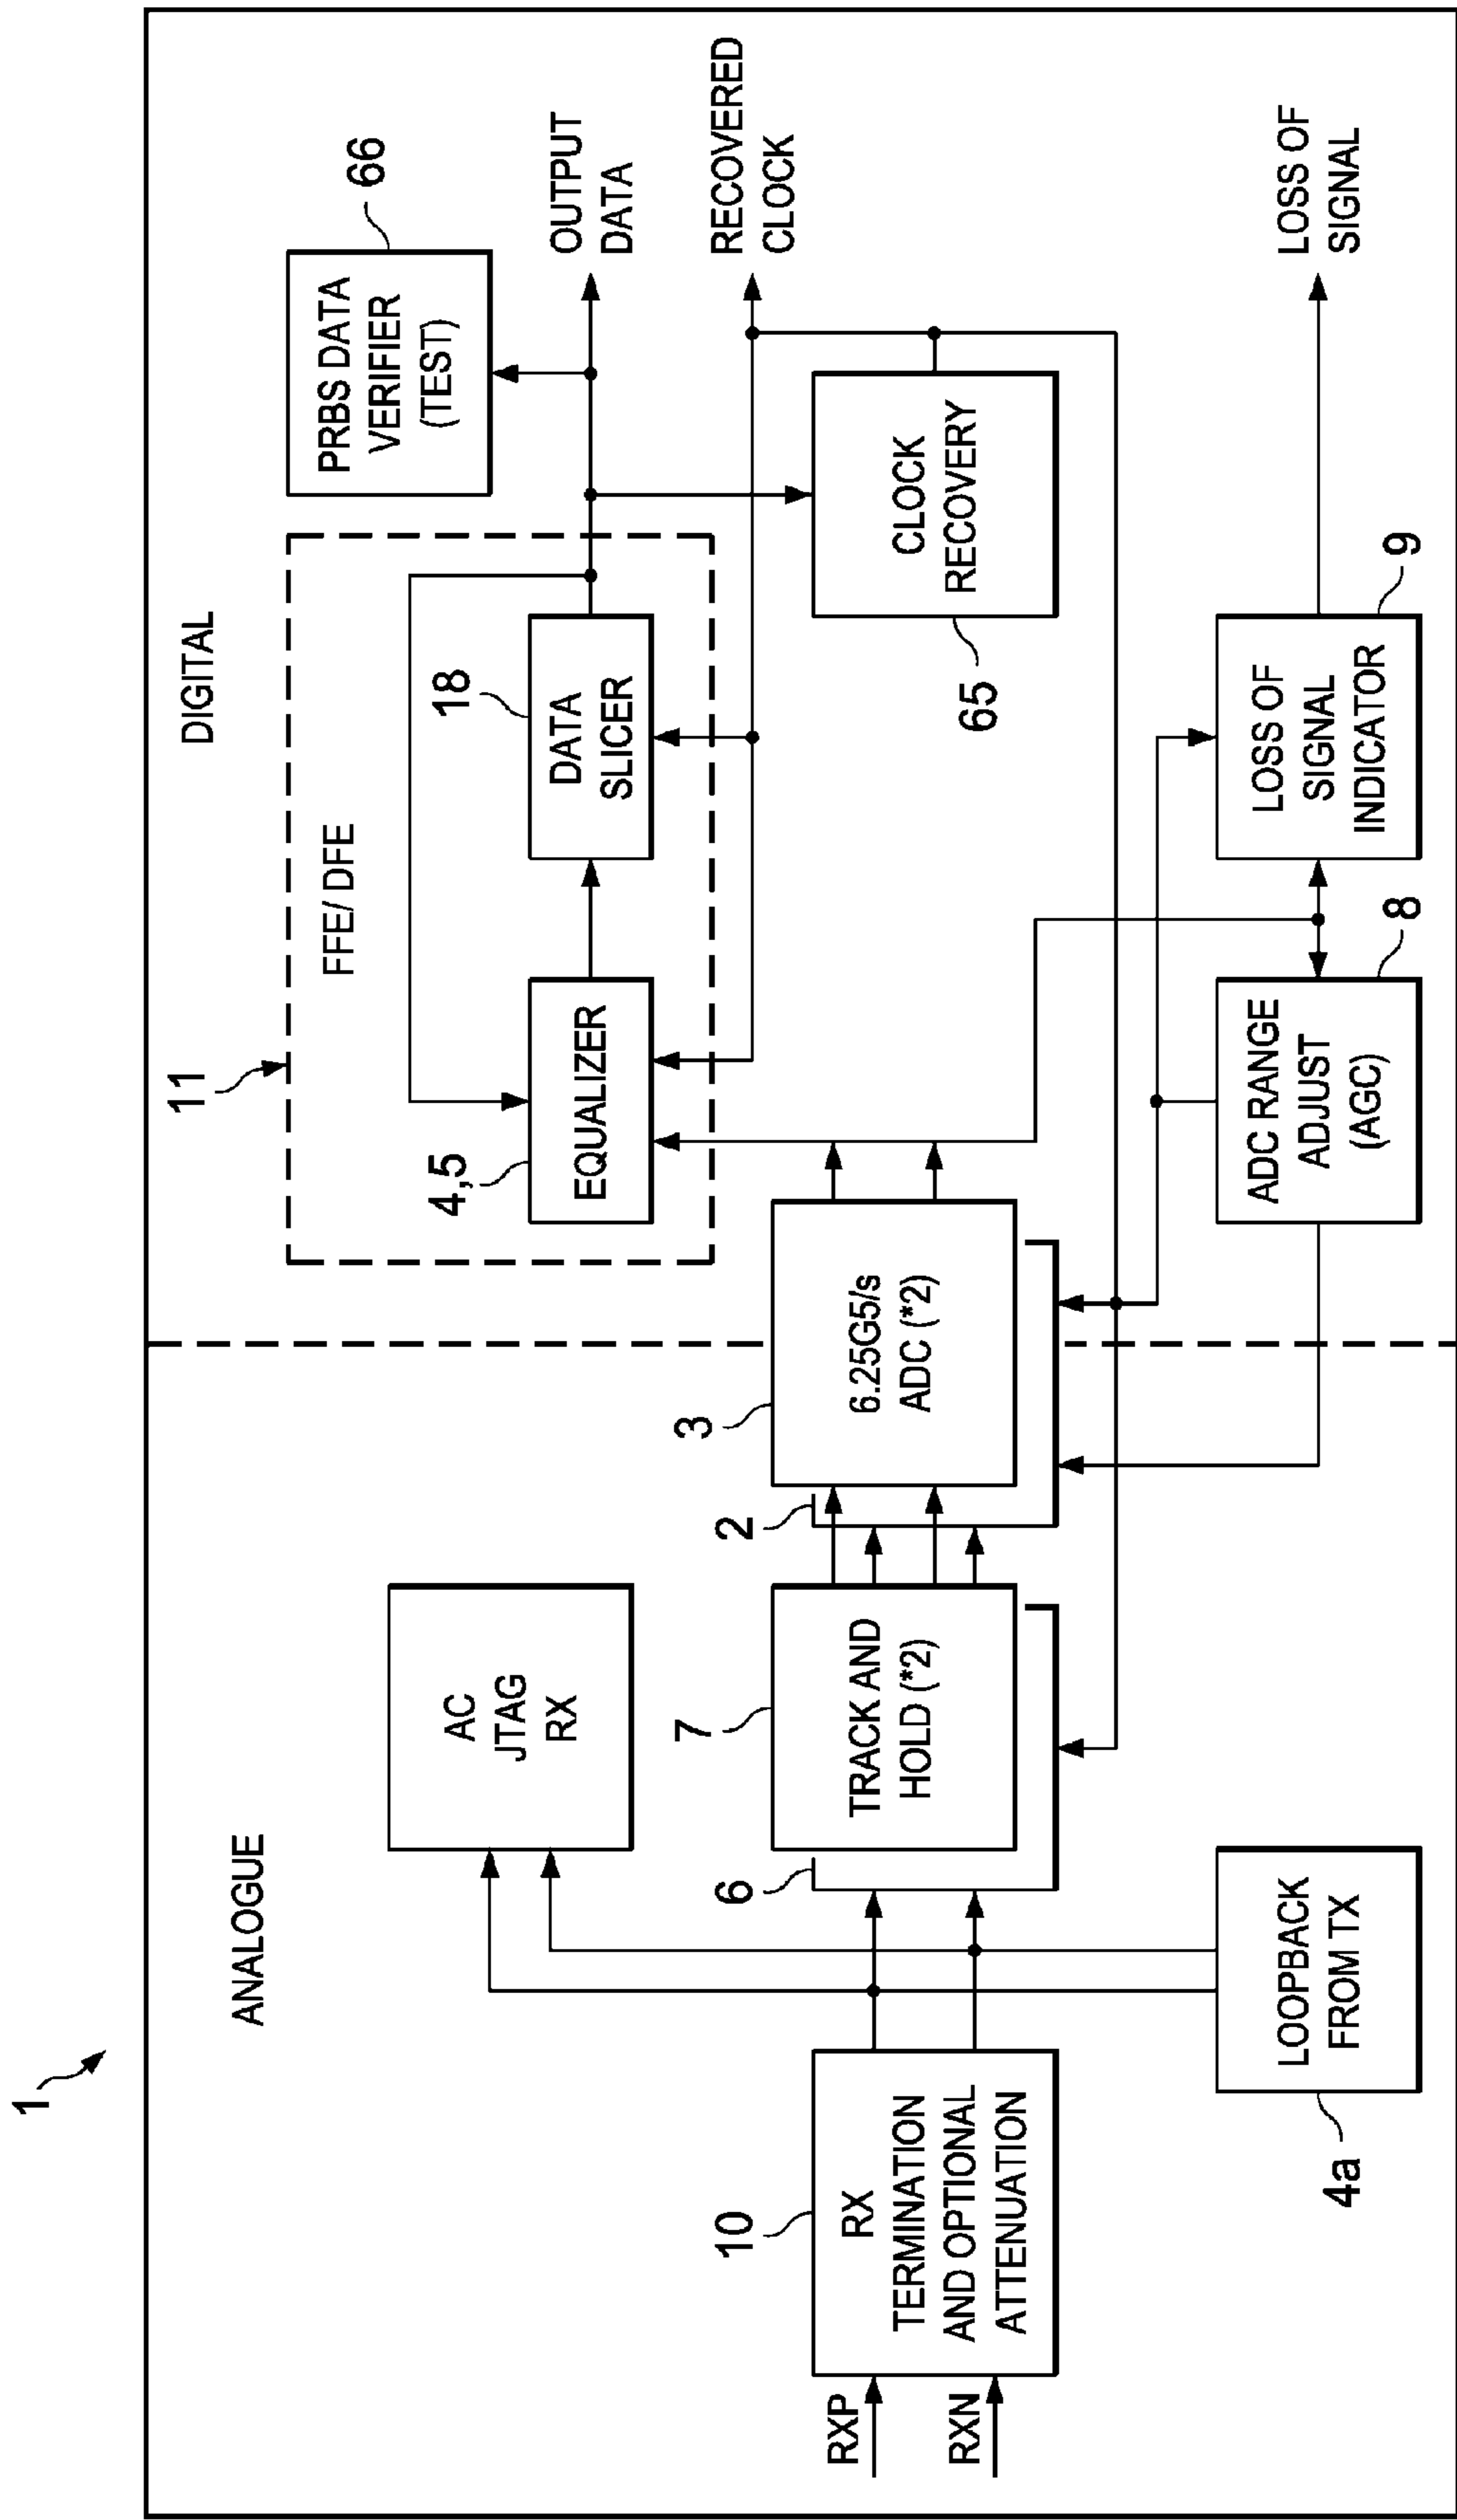 1
ANALOGUE
DIGITAL
RXP
RXN
10
RX
TERMINATION
AND OPTIONAL
ATTENUATION
AC
JTAG
RX
LOOPBACK
FROM TX
4a
6
7
TRACK AND
HOLD (*2)
2
3
6.25G5/s
ADC (*2)
11
FFE/ DFE
4,5
EQUALIZER
18
DATA
SLICER
66
PRBS DATA
VERIFIER
(TEST)
OUTPUT
DATA
RECOVERED
CLOCK
CLOCK
RECOVERY
65
ADC RANGE
ADJUST
(AGC)
8
LOSS OF
SIGNAL
INDICATOR
9
LOSS OF
SIGNAL